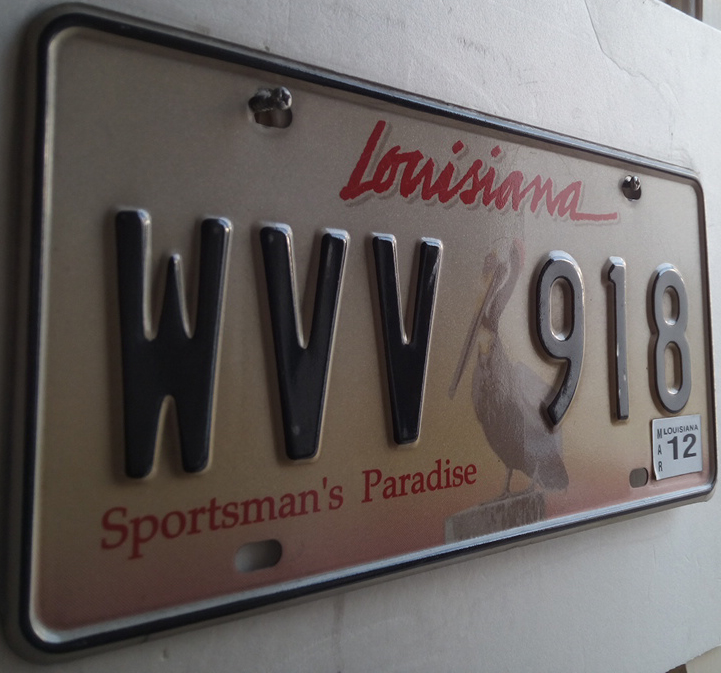 Louisiana
WVV 918
MAR LOUISIANA 12
Sportsman's Paradise